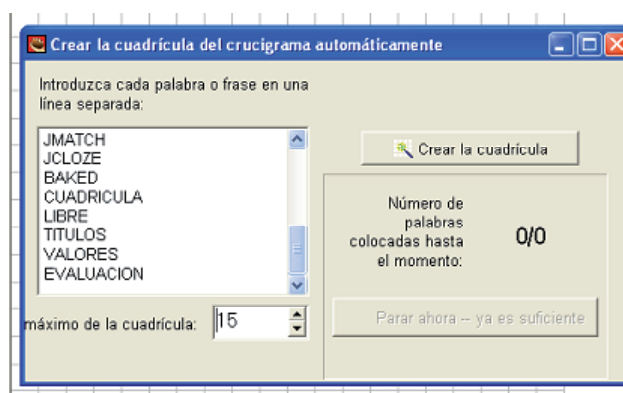 Crear la cuadrícula del crucigrama automáticamente
Introduzca cada palabra o frase en una
línea separada:
JMATCH
JCLOZE
BAKED
CUADRICULA
LIBRE
TITULOS
VALORES
EVALUACION
máximo de la cuadrícula:
15
Crear la cuadrícula
Número de
palabras
colocadas hasta
el momento:
0/0
Parar ahora -- ya es suficiente